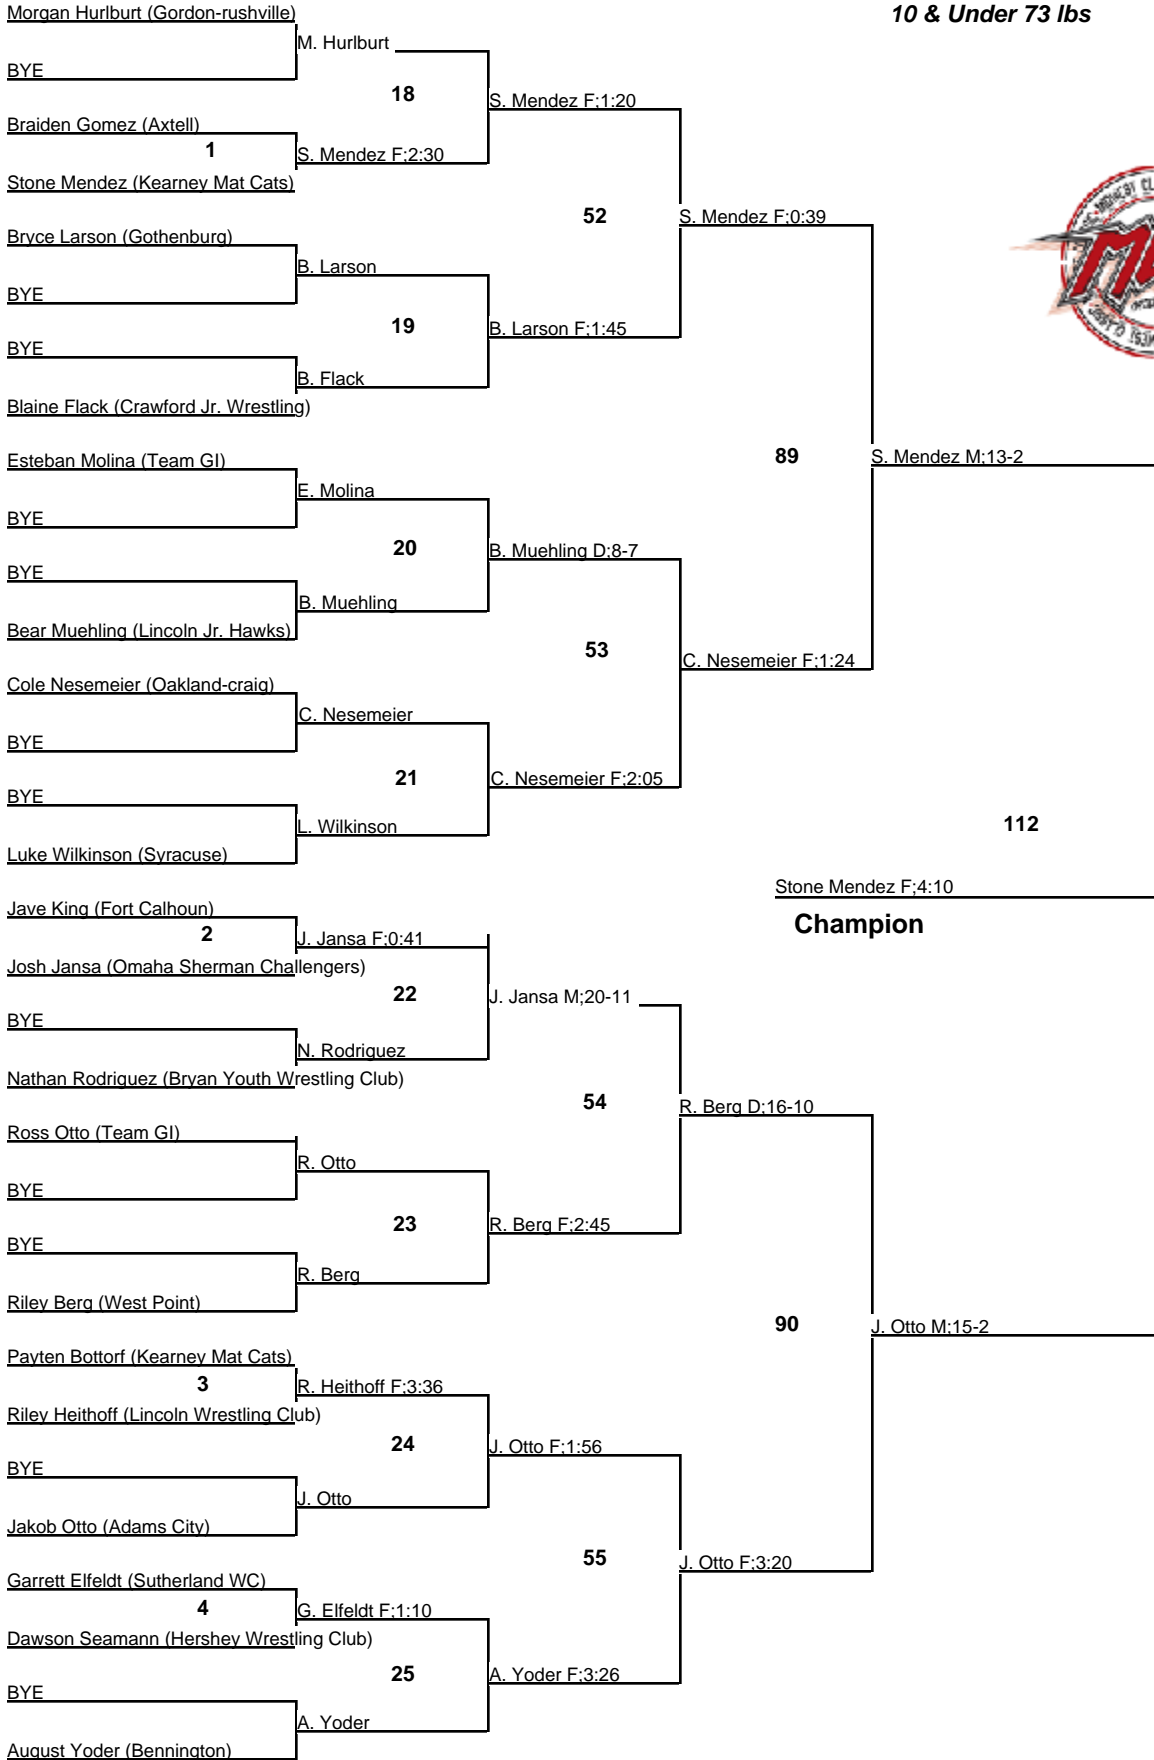 Morgan Hurlburt (Gordon-rushville)
10 & Under 73 lbs
M. Hurlburt
BYE
18
S. Mendez F;1:20
Braiden Gomez (Axtell)
1
S. Mendez F;2:30
Stone Mendez (Kearney Mat Cats)
52
S. Mendez F;0:39
Bryce Larson (Gothenburg)
B. Larson
BYE
19
B. Larson F;1:45
BYE
B. Flack
Blaine Flack (Crawford Jr. Wrestling)
89
S. Mendez M;13-2
Esteban Molina (Team GI)
E. Molina
BYE
20
B. Muehling D;8-7
BYE
B. Muehling
Bear Muehling (Lincoln Jr. Hawks)
53
C. Nesemeier F;1:24
Cole Nesemeier (Oakland-craig)
C. Nesemeier
BYE
21
C. Nesemeier F;2:05
BYE
L. Wilkinson
112
Luke Wilkinson (Syracuse)
Stone Mendez F;4:10
Champion
Jave King (Fort Calhoun)
2
J. Jansa F;0:41
Josh Jansa (Omaha Sherman Challengers)
22
J. Jansa M;20-11
BYE
N. Rodriguez
Nathan Rodriguez (Bryan Youth Wrestling Club)
54
R. Berg D;16-10
Ross Otto (Team GI)
R. Otto
BYE
23
R. Berg F;2:45
BYE
R. Berg
Riley Berg (West Point)
90
J. Otto M;15-2
Payten Bottorf (Kearney Mat Cats)
3
R. Heithoff F;3:36
Riley Heithoff (Lincoln Wrestling Club)
24
J. Otto F;1:56
BYE
J. Otto
Jakob Otto (Adams City)
55
J. Otto F;3:20
Garrett Elfeldt (Sutherland WC)
4
G. Elfeldt F;1:10
Dawson Seamann (Hershey Wrestling Club)
25
A. Yoder F;3:26
BYE
A. Yoder
August Yoder (Bennington)